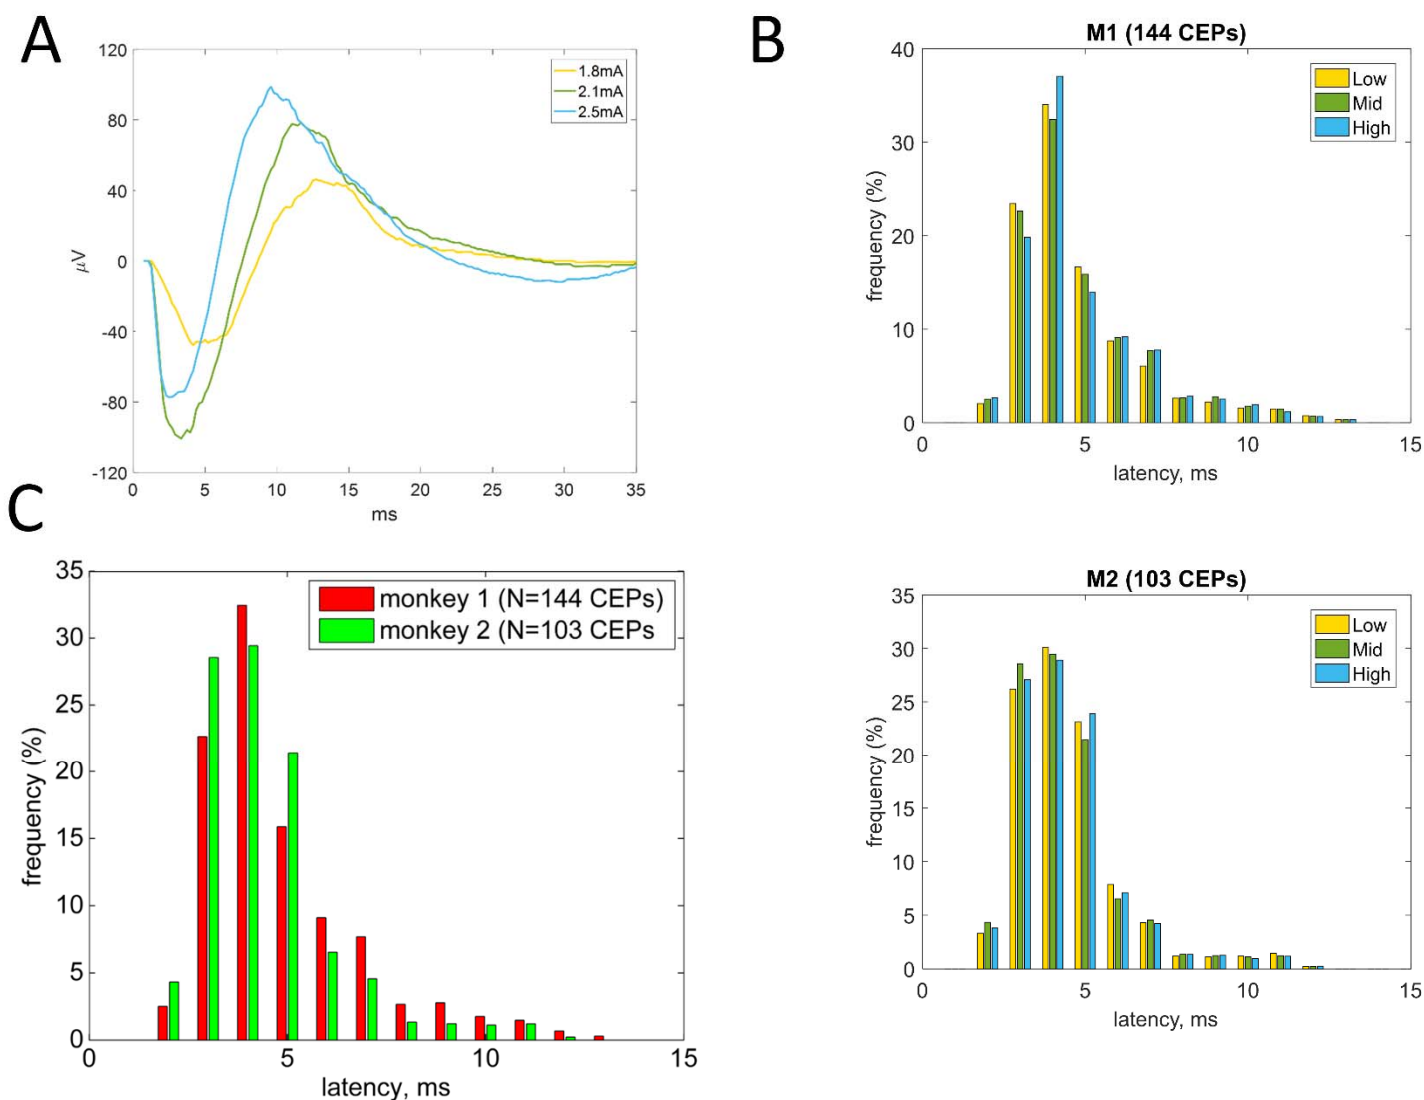 A
120
80
40
0
-40
-80
-120
μV
0 5 10 15 20 25 30 35
ms
1.8mA
2.1mA
2.5mA
B
M1 (144 CEPs)
40
30
20
10
0
frequency (%)
0 5 10 15
latency, ms
Low
Mid
High
C
35
30
25
20
15
10
5
0
frequency (%)
0 5 10 15
latency, ms
monkey 1 (N=144 CEPs)
monkey 2 (N=103 CEPs
M2 (103 CEPs)
35
30
25
20
15
10
5
0
frequency (%)
0 5 10 15
latency, ms
Low
Mid
High